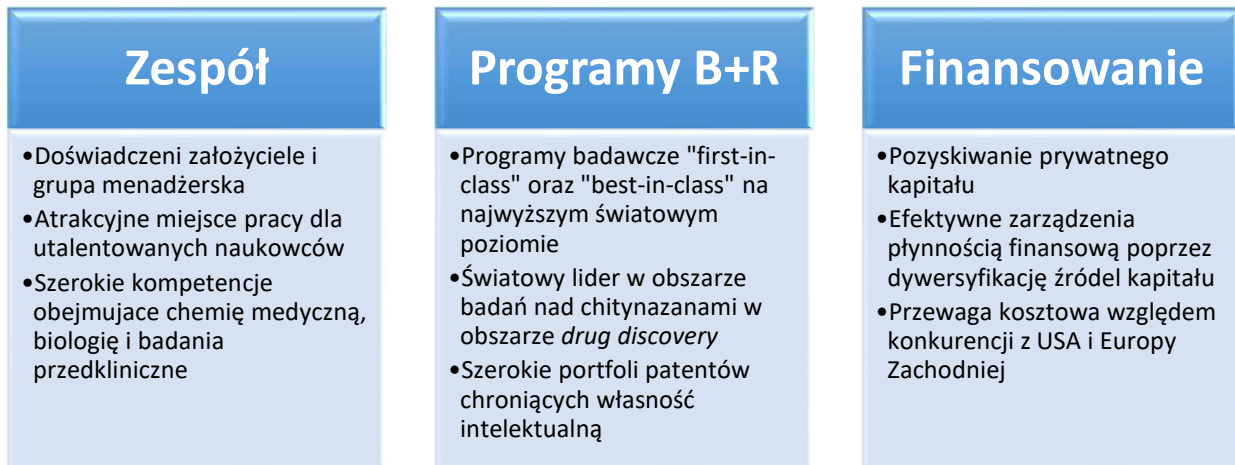 Zespół
•Doświadczeni założyciele i
grupa menadżerska
•Atrakcyjne miejsce pracy dla
utalentowanych naukowców
•Szerokie kompetencje
obejmujace chemię medyczną,
biologię i badania
przedkliniczne
Programy B+R
•Programy badawcze "first-in-
class" oraz "best-in-class" na
najwyższym światowym
poziomie
•Światowy lider w obszarze
badań nad chitynazanami w
obszarze drug discovery
•Szerokie portfoli patentów
chroniących własność
intelektualną
Finansowanie
•Pozyskiwanie prywatnego
kapitału
•Efektywne zarządzenia
płynnością finansową poprzez
dywersyfikację źródel kapitału
•Przewaga kosztowa względem
konkurencji z USA i Europy
Zachodniej